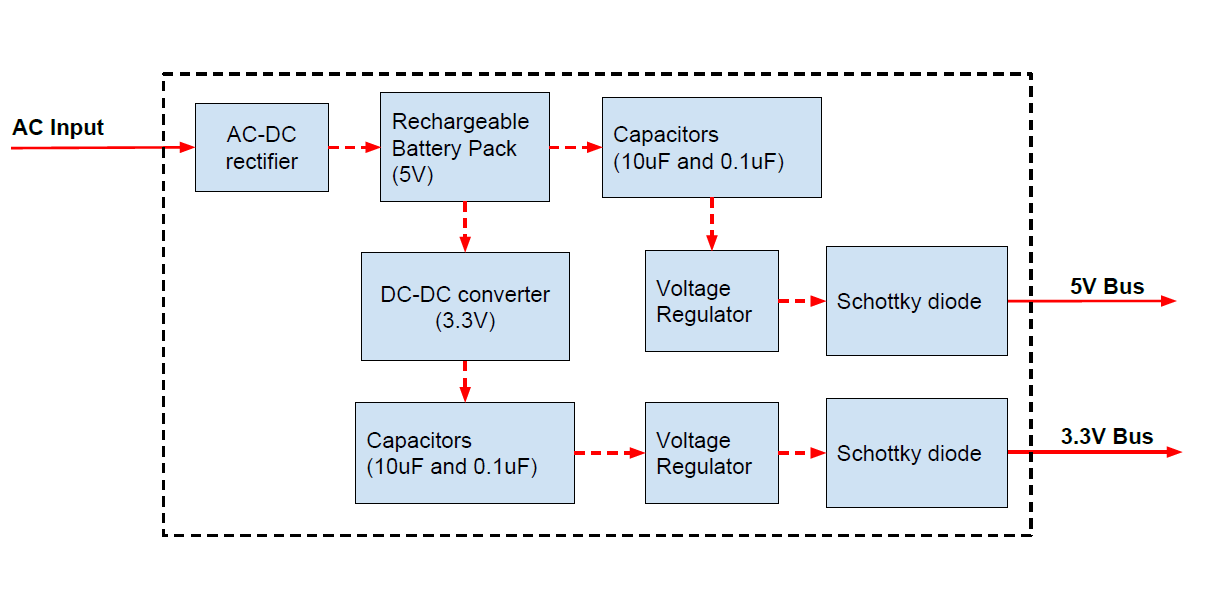 AC Input
AC-DC
rectifier
Rechargeable
Battery Pack
(5V)
Capacitors
(10uF and 0.1uF)
DC-DC converter
(3.3V)
Voltage
Regulator
Schottky diode
5V Bus
Capacitors
(10uF and 0.1uF)
Voltage
Regulator
Schottky diode
3.3V Bus